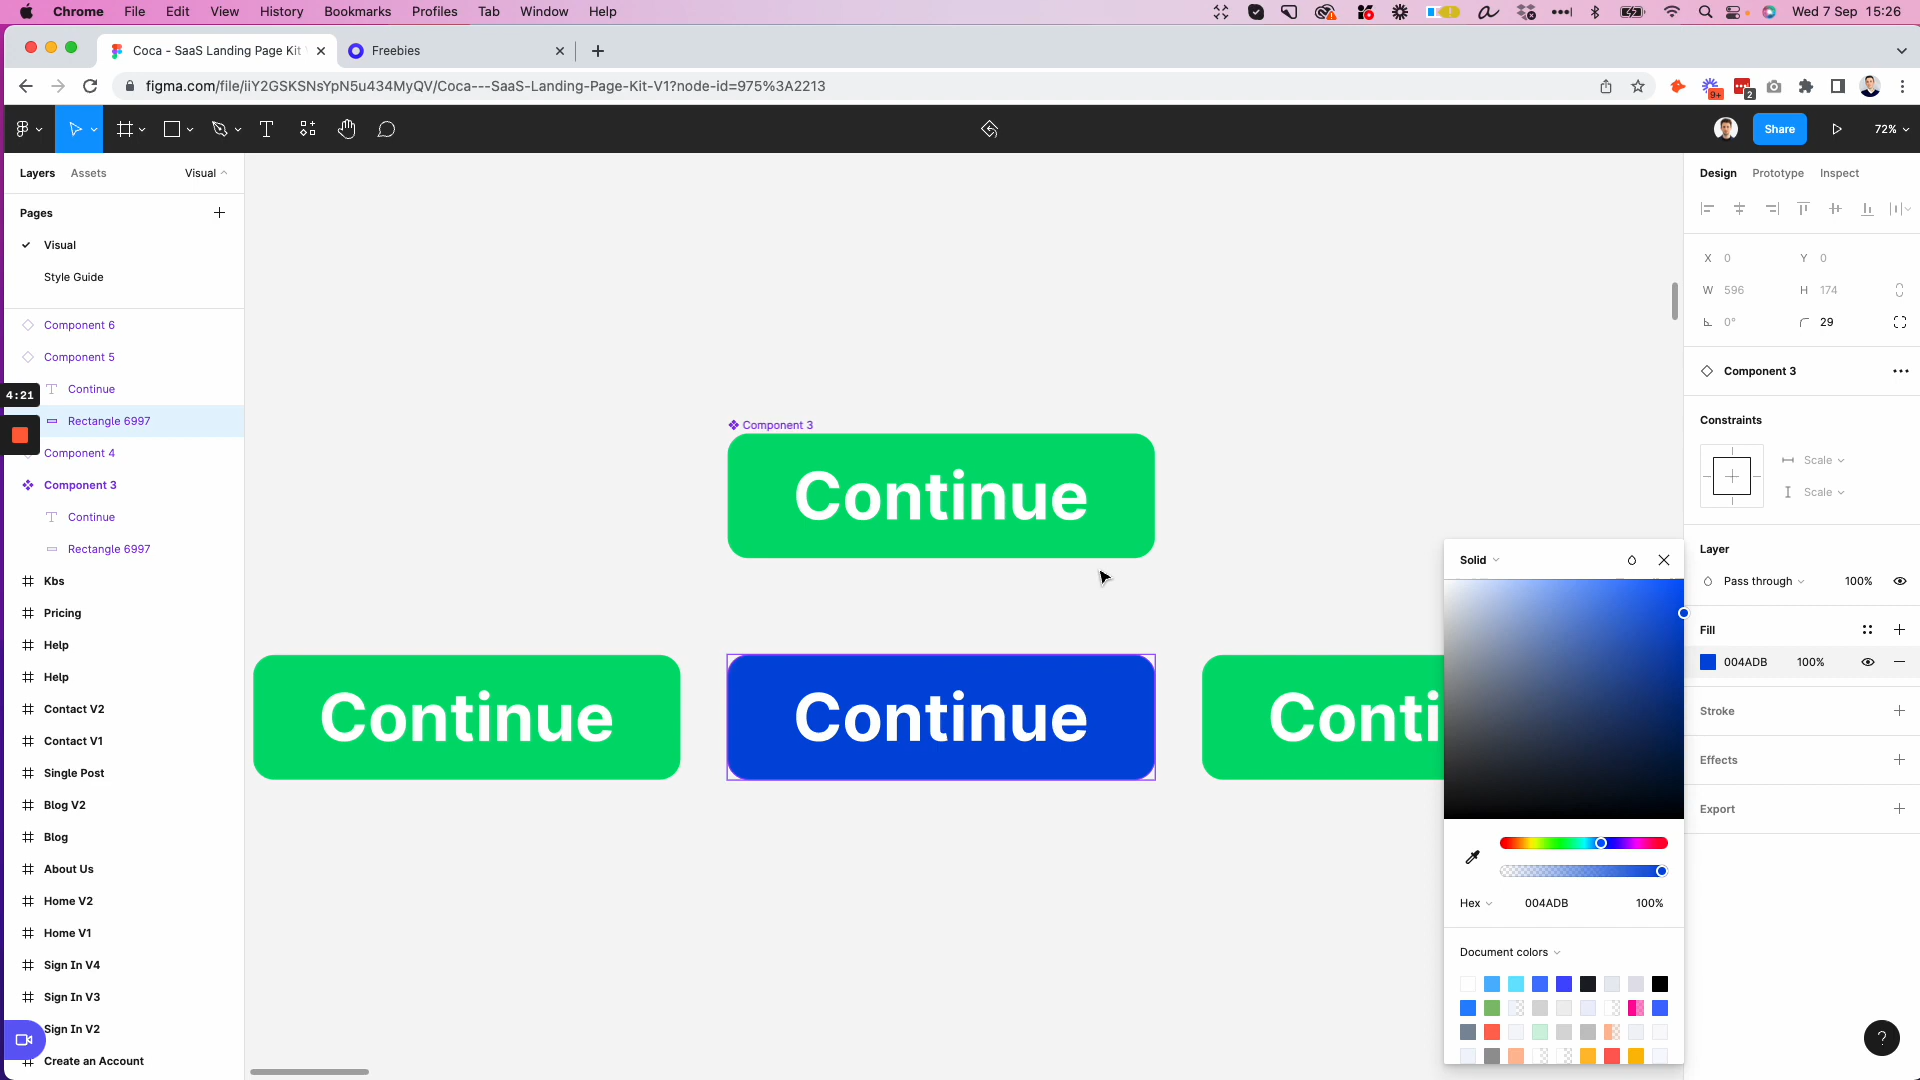 Chrome File Edit View History Bookmarks Profiles Tab Window Help Wed 7 Sep 15:26
Coca - SaaS Landing Page Kit
Freebies
figma.com/file/iiY2GSKSNsYpN5u434MyQV/Coca---SaaS-Landing-Page-Kit-V1?node-id=975%3A2213
9+
2
Share
72%
Layers Assets Visual
Pages
Visual
Style Guide
Component 6
Component 5
Continue
4:21
Rectangle 6997
Component 4
Component 3
Continue
Rectangle 6997
Kbs
Pricing
Help
Help
Contact V2
Contact V1
Single Post
Blog V2
Blog
About Us
Home V2
Home V1
Sign In V4
Sign In V3
Sign In V2
Create an Account
Component 3
Continue
Continue
Continue
Conti
Solid
Hex 004ADB 100%
Document colors
Design Prototype Inspect
X 0 Y 0
W 596 H 174
0° 29
Component 3
Constraints
Scale
Scale
Layer
Pass through 100%
Fill
004ADB 100%
Stroke
Effects
Export
?